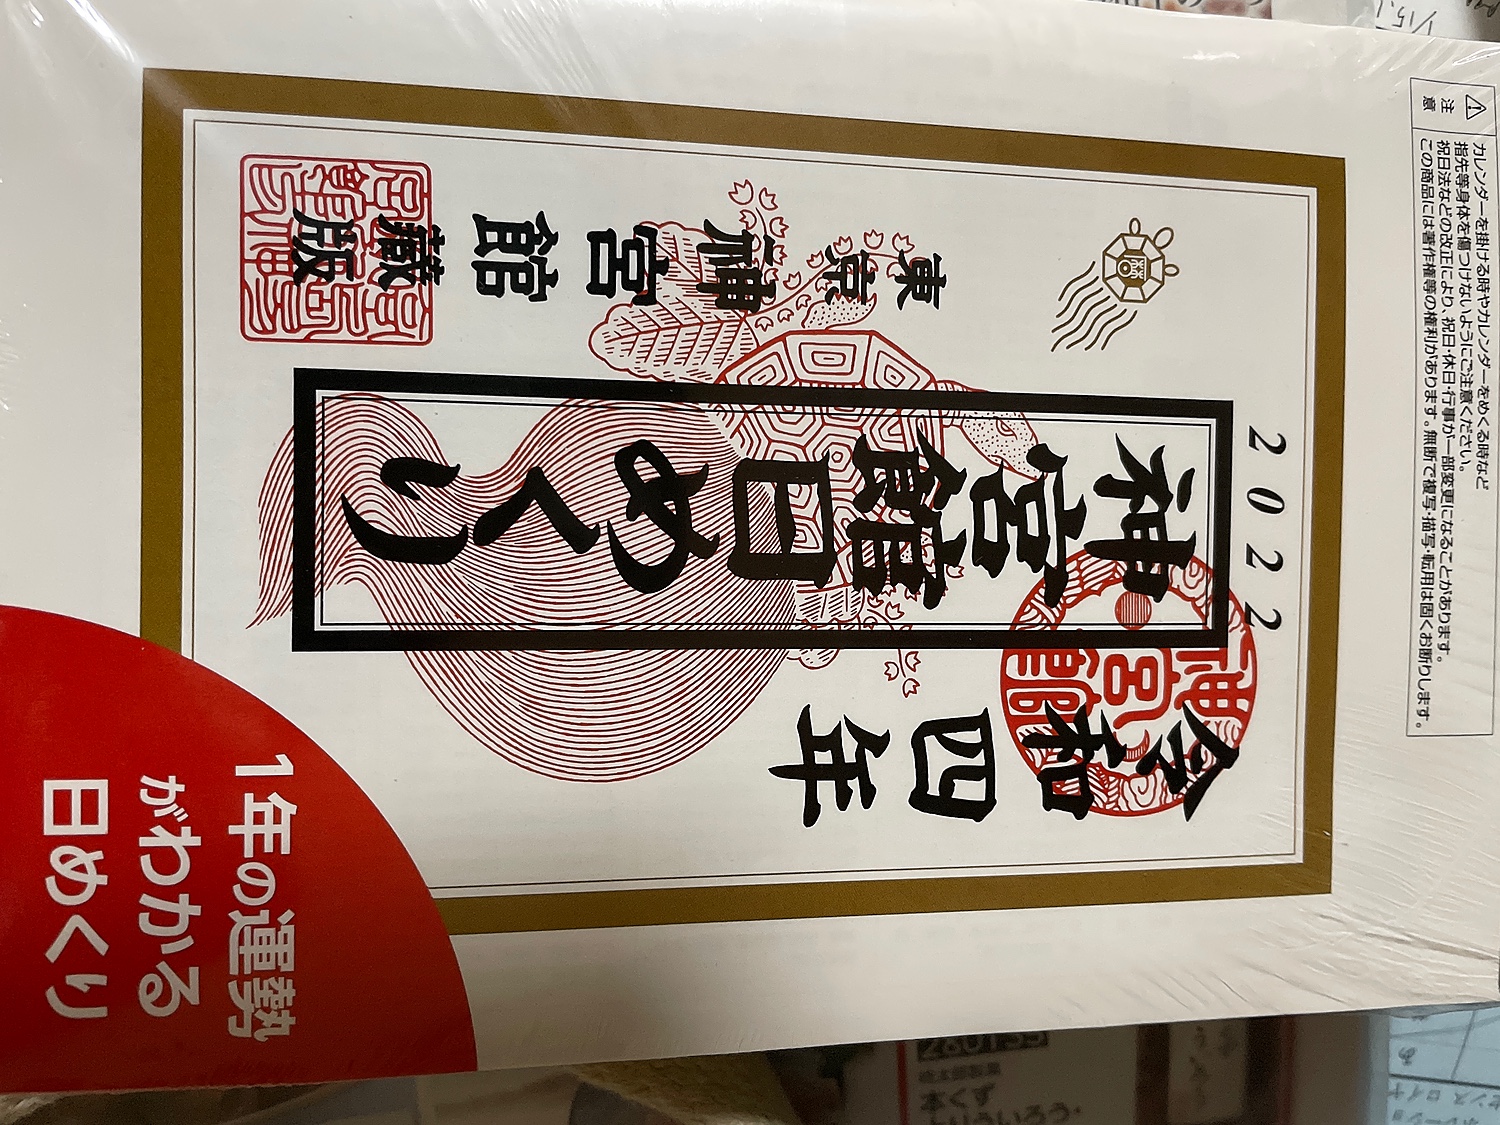 ⚠
注意
カレンダーを掛ける時やカレンダーをめくる時など
指先等身体を傷つけないようにご注意ください。
祝日法などの改正により、祝日・休日・行事が一部変更になることがあります。
この商品には著作権等の権利があります。無断で複写・描写・転用は固くお断りします。
2022
令和四年
神宮館日めくり
東京 神宮館蔵版
神宮館
1年の運勢
がわかる
日めくり
本くず